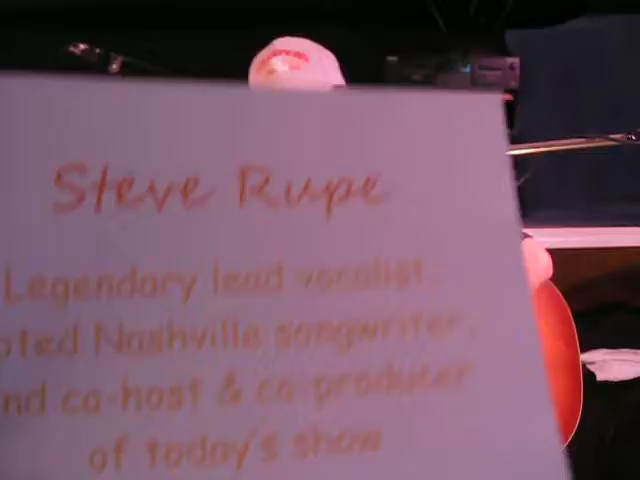 Steve Rupe
Legendary lead vocalist,
oted Nashville songwriter,
nd co-host & co-producer
of today's show